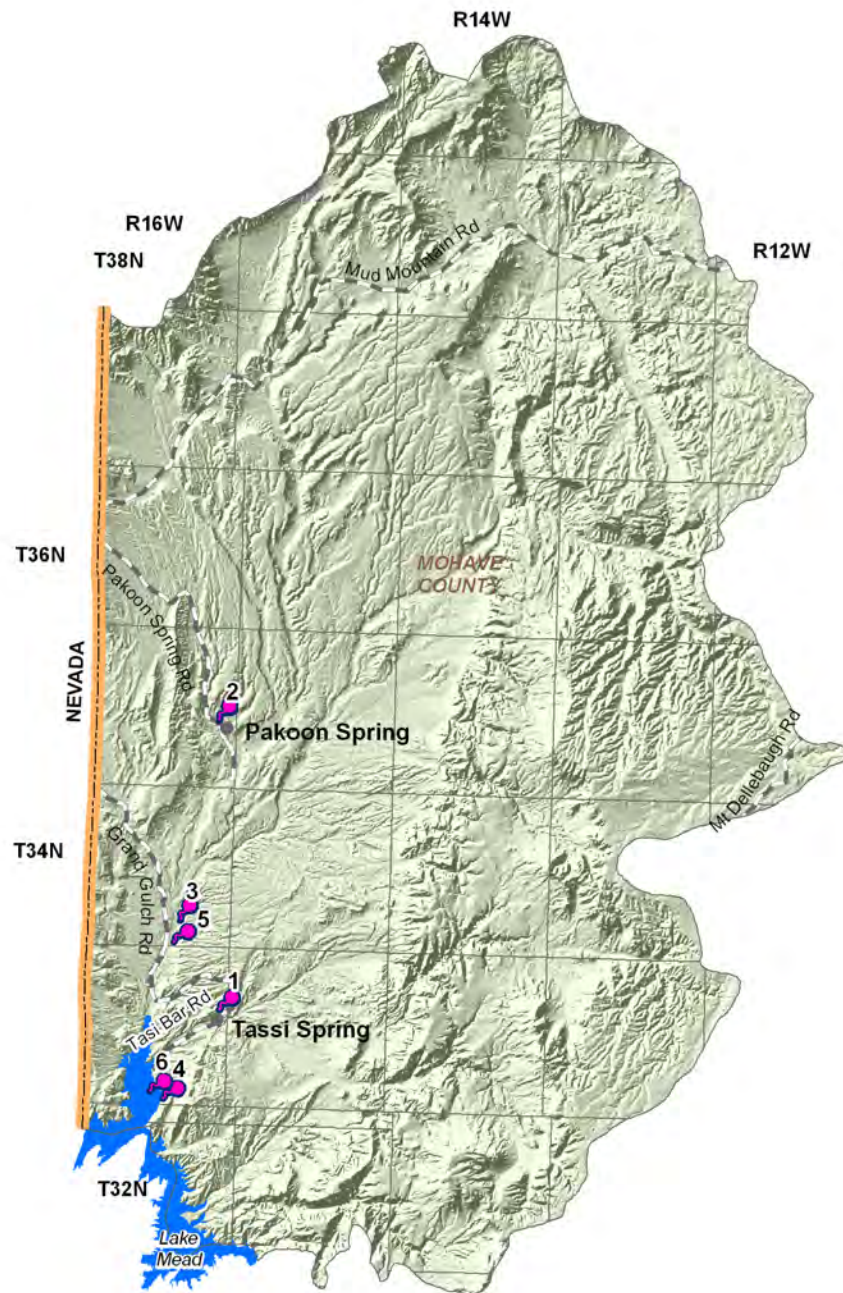 R14W
R16W
T38N
Mud Mountain Rd
R12W
T36N
MOHAVE
COUNTY
Pakoon Spring Rd
NEVADA
2
Pakoon Spring
Mt Dellebaugh Rd
T34N
Grand Gulch Rd
3
5
1
Tasi Bar Rd
Tassi Spring
6
4
T32N
Lake
Mead